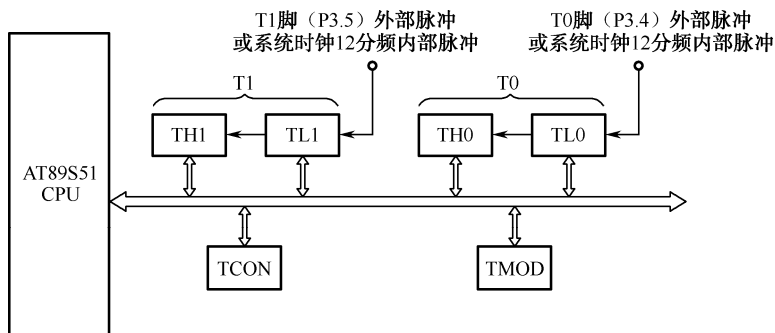 T1脚（P3.5）外部脉冲
或系统时钟12分频内部脉冲
T0脚（P3.4）外部脉冲
或系统时钟12分频内部脉冲
T1
T0
TH1
TL1
TH0
TL0
AT89S51
CPU
TCON
TMOD